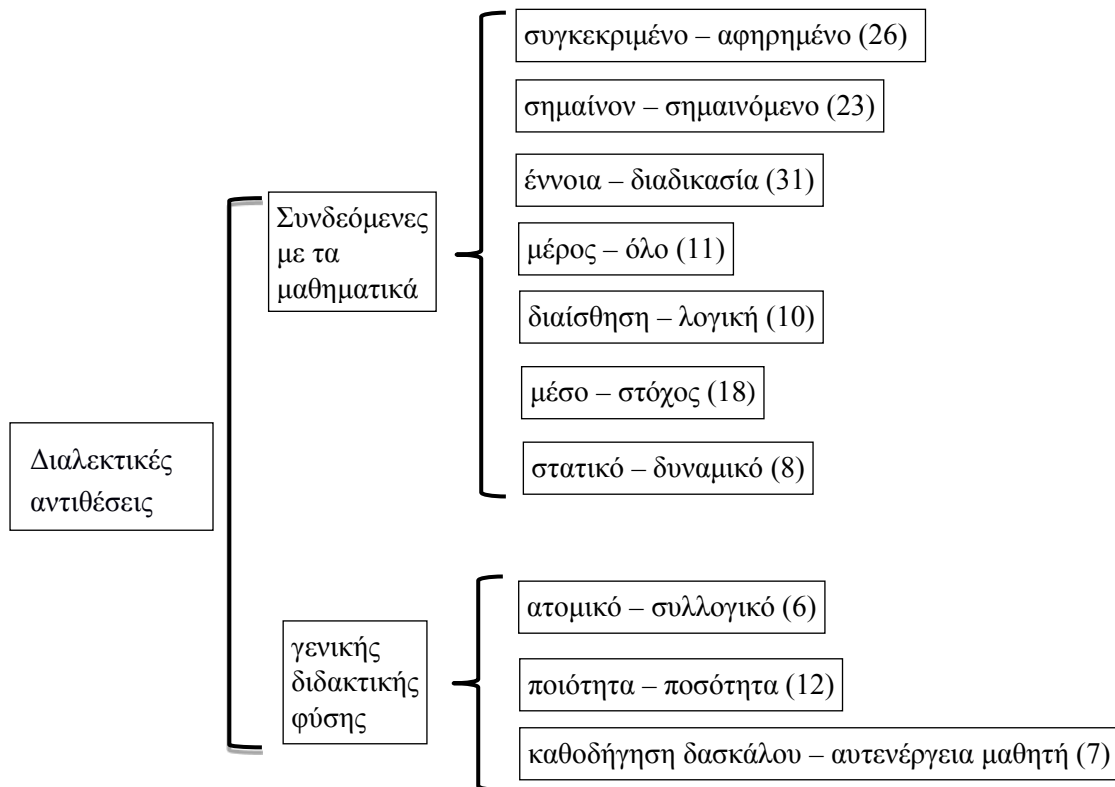 συγκεκριμένο – αφηρημένο (26)
σημαίνον – σημαινόμενο (23)
έννοια – διαδικασία (31)
Συνδεόμενες
με τα
μαθηματικά
μέρος – όλο (11)
διαίσθηση – λογική (10)
μέσο – στόχος (18)
στατικό – δυναμικό (8)
Διαλεκτικές
αντιθέσεις
ατομικό – συλλογικό (6)
γενικής
διδακτικής
φύσης
ποιότητα – ποσότητα (12)
καθοδήγηση δασκάλου – αυτενέργεια μαθητή (7)